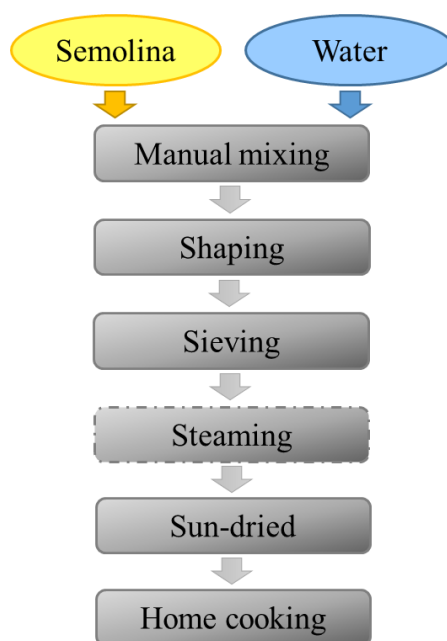 Semolina
Water
Manual mixing
Shaping
Sieving
Steaming
Sun-dried
Home cooking